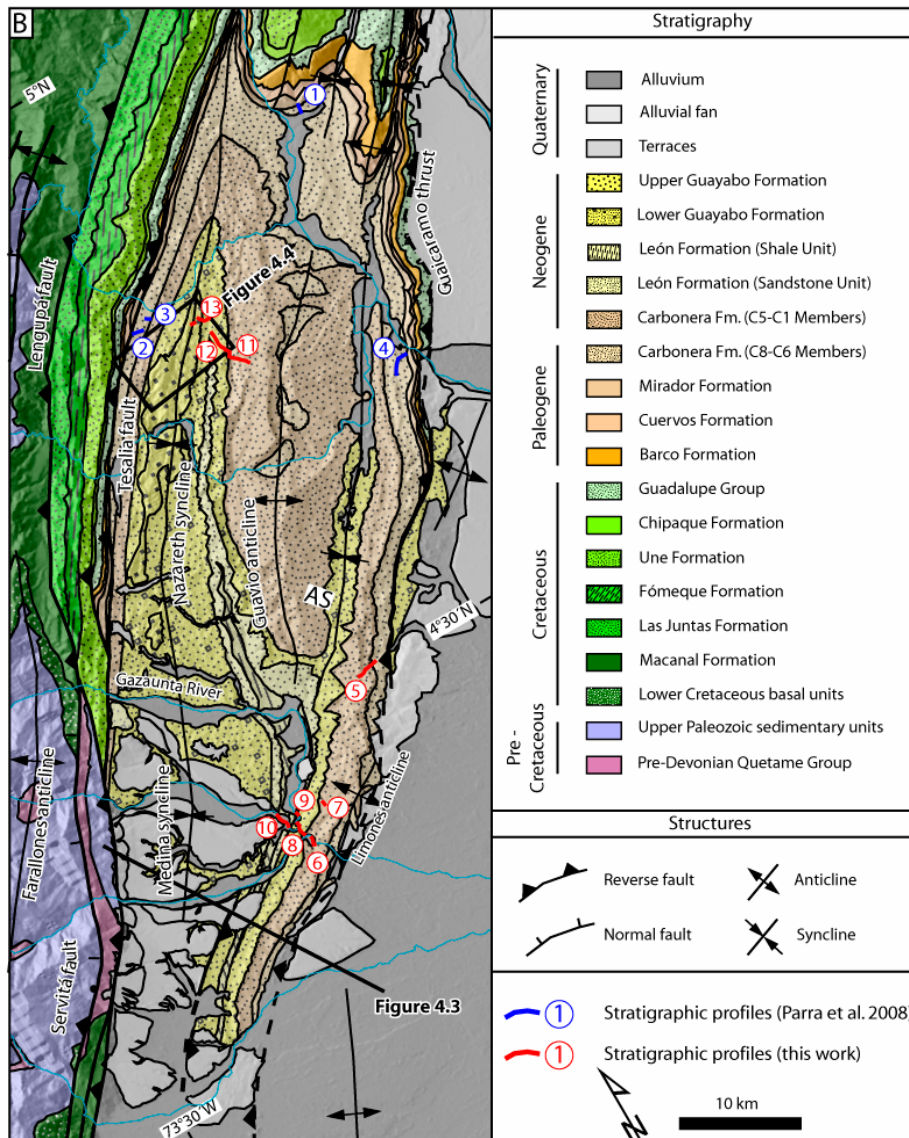 B
5°N
1
Lengupá fault
Guaicaramo thrust
Figure 4.4
3
13
2
12
11
4
Tesalia fault
Nazareth syncline
Guavio anticline
AS
4°30´N
5
Gazaunta River
Farallones anticline
Medina syncline
9
7
10
8
6
Limones anticline
Servitá fault
Figure 4.3
73°30´W
Stratigraphy
Quaternary
Alluvium
Alluvial fan
Terraces
Neogene
Upper Guayabo Formation
Lower Guayabo Formation
León Formation (Shale Unit)
León Formation (Sandstone Unit)
Carbonera Fm. (C5-C1 Members)
Paleogene
Carbonera Fm. (C8-C6 Members)
Mirador Formation
Cuervos Formation
Barco Formation
Cretaceous
Guadalupe Group
Chipaque Formation
Une Formation
Fómeque Formation
Las Juntas Formation
Macanal Formation
Lower Cretaceous basal units
Pre -
Cretaceous
Upper Paleozoic sedimentary units
Pre-Devonian Quetame Group
Structures
Reverse fault
Anticline
Normal fault
Syncline
1 Stratigraphic profiles (Parra et al. 2008)
1 Stratigraphic profiles (this work)
N
10 km